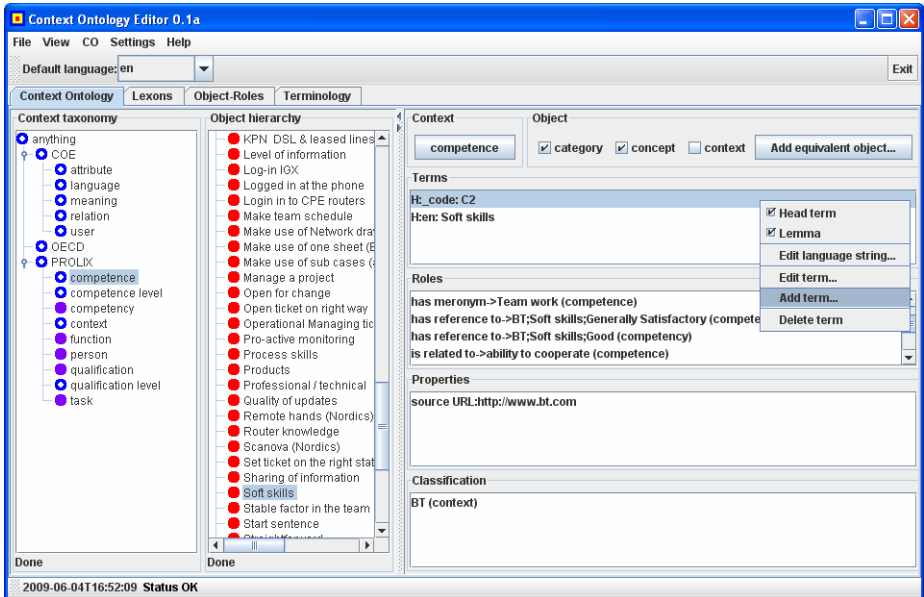 Context Ontology Editor 0.1a
File View CO Settings Help
Default language: en
Exit
Context Ontology Lexons Object-Roles Terminology
Context taxonomy
anything
COE
attribute
language
meaning
relation
user
OECD
PROLIX
competence
competence level
competency
context
function
person
qualification
qualification level
task
Done
Object hierarchy
KPN DSL & leased lines
Level of information
Log-in IGX
Logged in at the phone
Login in to CPE routers
Make team schedule
Make use of Network dra
Make use of one sheet (E
Make use of sub cases (
Manage a project
Open for change
Open ticket on right way
Operational Managing tic
Pro-active monitoring
Process skills
Products
Professional / technical
Quality of updates
Remote hands (Nordics)
Router knowledge
Scanova (Nordics)
Set ticket on the right stat
Sharing of information
Soft skills
Stable factor in the team
Start sentence
Done
Context
competence
Object
category concept context Add equivalent object...
Terms
H:_code: C2
H:en: Soft skills
Head term
Lemma
Edit language string...
Edit term...
Add term...
Delete term
Roles
has meronym->Team work (competence)
has reference to->BT;Soft skills;Generally Satisfactory (compete
has reference to->BT;Soft skills;Good (competency)
is related to->ability to cooperate (competence)
Properties
source URL:http://www.bt.com
Classification
BT (context)
2009-06-04T16:52:09 Status OK